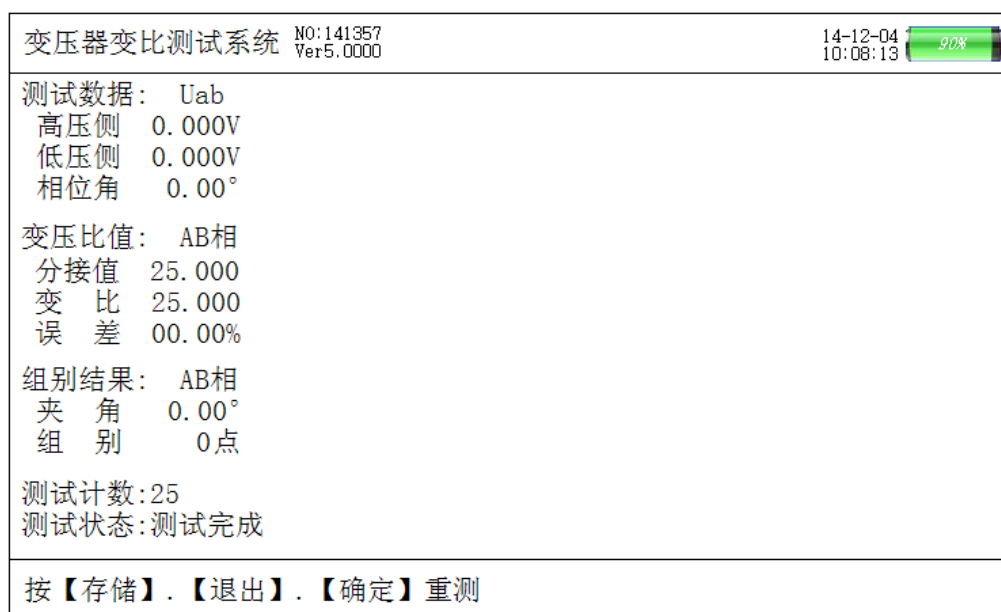 变压器变比测试系统 NO:141357
Ver5.0000
14-12-04
10:08:13
90%
测试数据: Uab
高压侧 0.000V
低压侧 0.000V
相位角 0.00°
变压比值: AB相
分接值 25.000
变 比 25.000
误 差 00.00%
组别结果: AB相
夹 角 0.00°
组 别 0点
测试计数:25
测试状态:测试完成
按【存储】.【退出】.【确定】重测